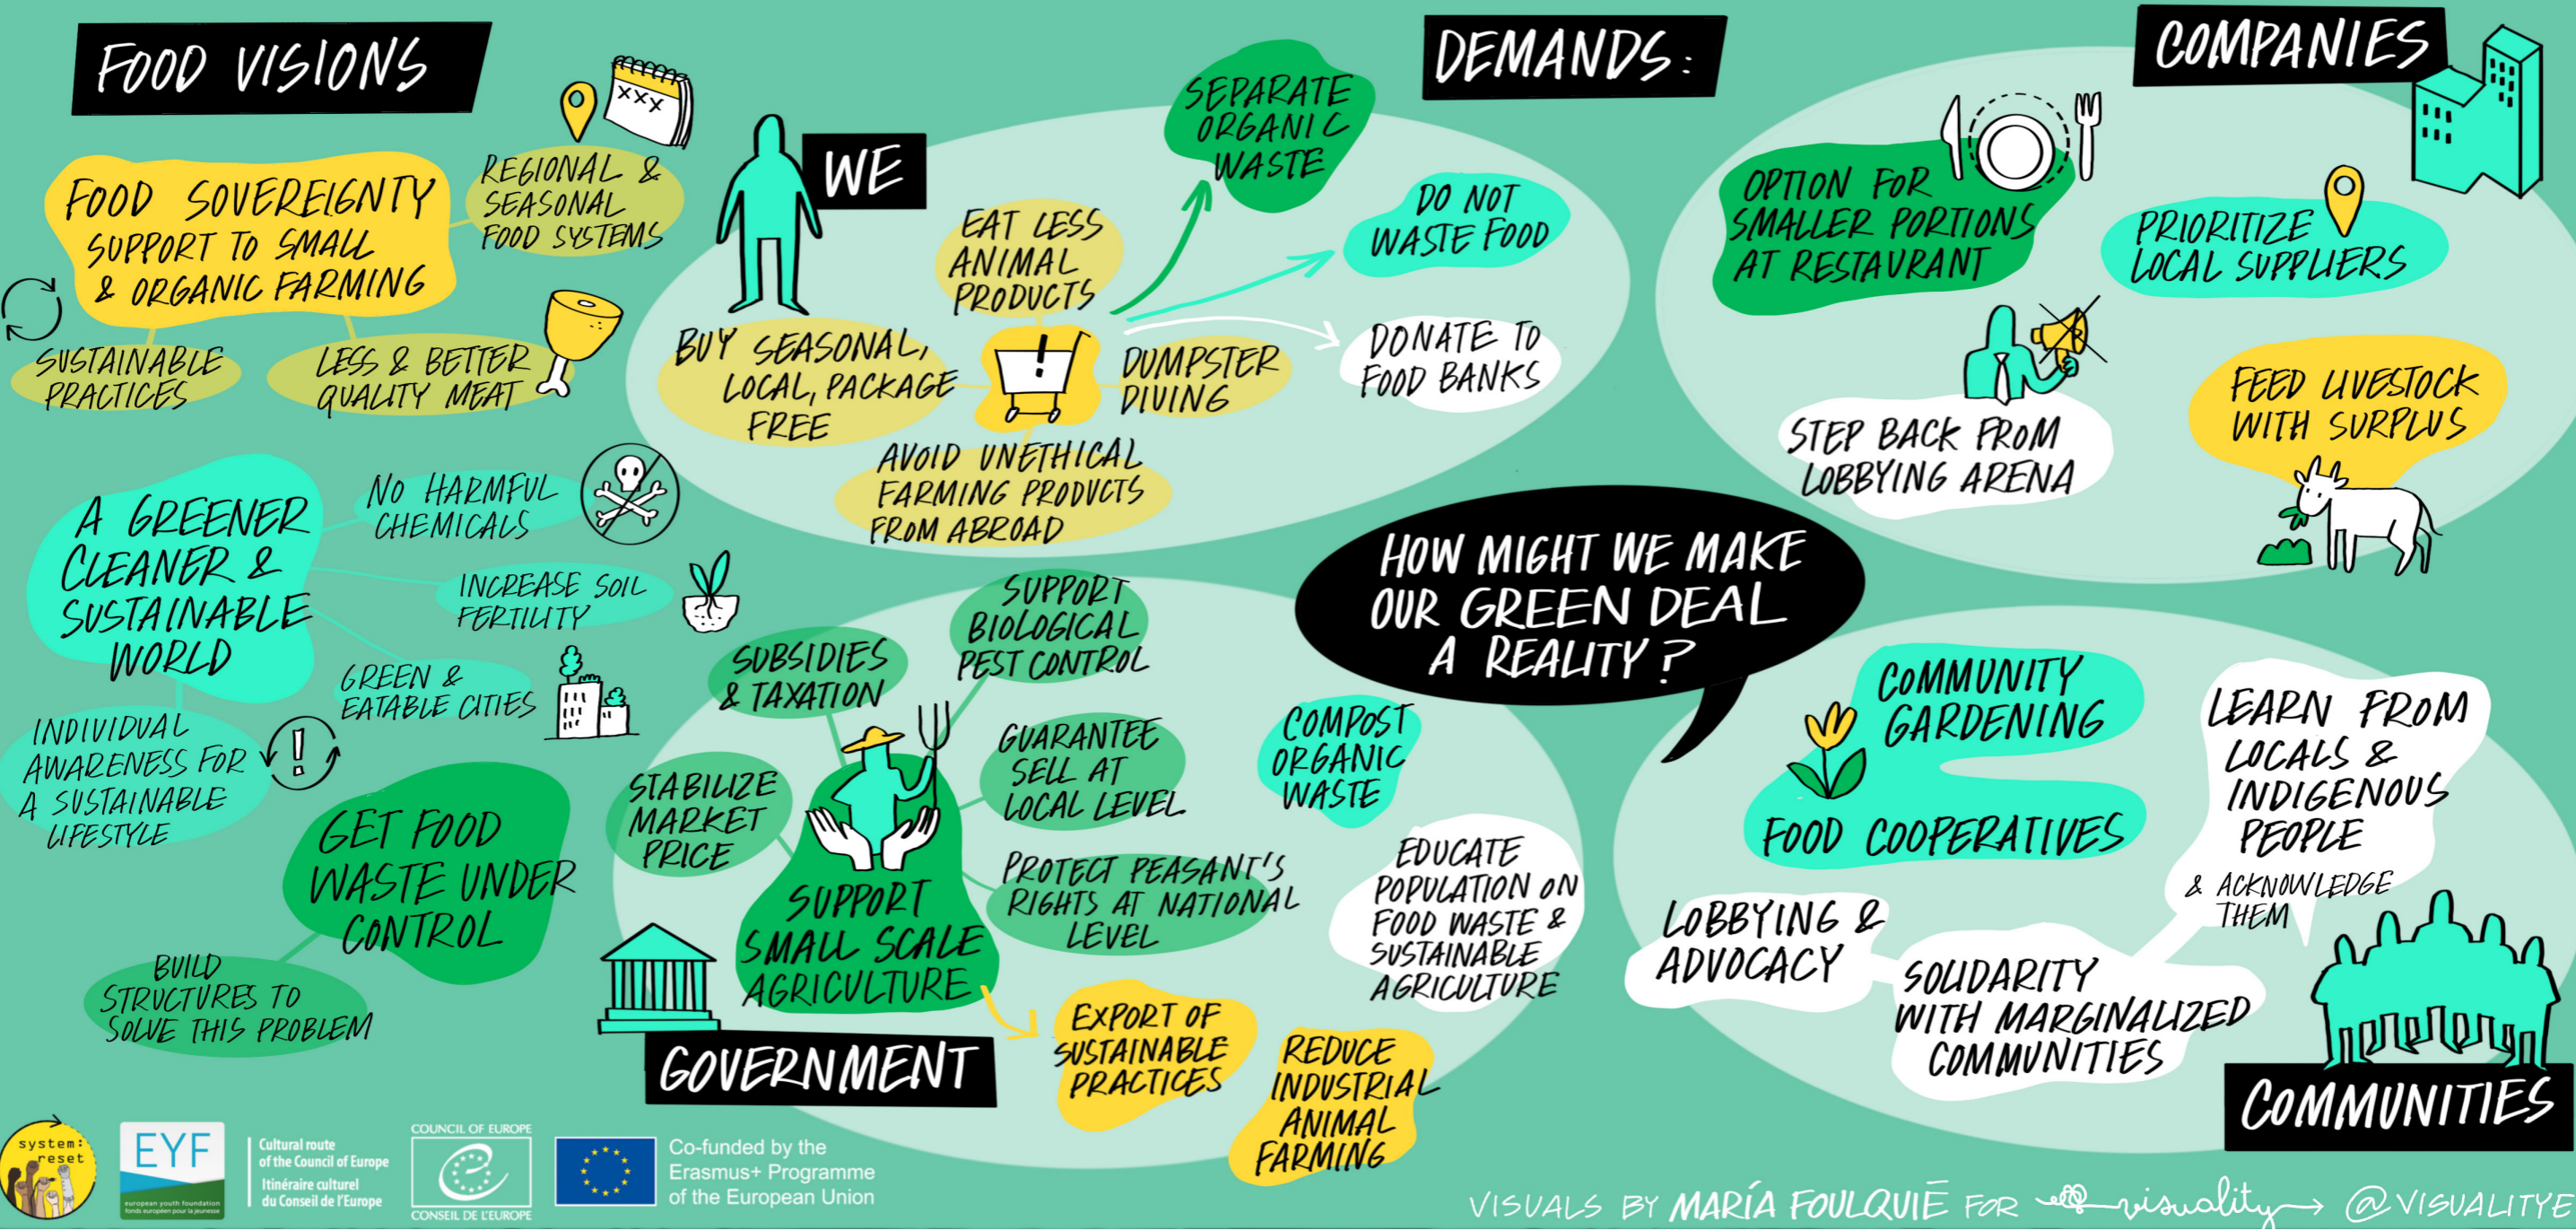 FOOD VISIONS
FOOD SOVEREIGNTY
SUPPORT TO SMALL
& ORGANIC FARMING
REGIONAL &
SEASONAL
FOOD SYSTEMS
XXX
SUSTAINABLE
PRACTICES
LESS & BETTER
QUALITY MEAT
A GREENER
CLEANER &
SUSTAINABLE
WORLD
NO HARMFUL
CHEMICALS
INCREASE SOIL
FERTILITY
GREEN &
EATABLE CITIES
INDIVIDUAL
AWARENESS FOR
A SUSTAINABLE
LIFESTYLE
!
GET FOOD
WASTE UNDER
CONTROL
BUILD
STRUCTURES TO
SOLVE THIS PROBLEM
DEMANDS:
WE
SEPARATE
ORGANIC
WASTE
DO NOT
WASTE FOOD
DONATE TO
FOOD BANKS
EAT LESS
ANIMAL
PRODUCTS
BUY SEASONAL,
LOCAL, PACKAGE
FREE
!
DUMPSTER
DIVING
AVOID UNETHICAL
FARMING PRODUCTS
FROM ABROAD
COMPANIES
OPTION FOR
SMALLER PORTIONS
AT RESTAURANT
PRIORITIZE
LOCAL SUPPLIERS
STEP BACK FROM
LOBBYING ARENA
FEED LIVESTOCK
WITH SURPLUS
HOW MIGHT WE MAKE
OUR GREEN DEAL
A REALITY?
SUPPORT
BIOLOGICAL
PEST CONTROL
SUBSIDIES
& TAXATION
STABILIZE
MARKET
PRICE
GUARANTEE
SELL AT
LOCAL LEVEL
PROTECT PEASANT'S
RIGHTS AT NATIONAL
LEVEL
SUPPORT
SMALL SCALE
AGRICULTURE
COMPOST
ORGANIC
WASTE
EDUCATE
POPULATION ON
FOOD WASTE &
SUSTAINABLE
AGRICULTURE
EXPORT OF
SUSTAINABLE
PRACTICES
REDUCE
INDUSTRIAL
ANIMAL
FARMING
GOVERNMENT
COMMUNITY
GARDENING
FOOD COOPERATIVES
LEARN FROM
LOCALS &
INDIGENOUS
PEOPLE
& ACKNOWLEDGE
THEM
LOBBYING &
ADVOCACY
SOLIDARITY
WITH MARGINALIZED
COMMUNITIES
COMMUNITIES
system:
reset
EYF
european youth foundation
fonds européen pour la jeunesse
Cultural route
of the Council of Europe
Itinéraire culturel
du Conseil de l'Europe
COUNCIL OF EUROPE
CONSEIL DE L'EUROPE
Co-funded by the
Erasmus+ Programme
of the European Union
VISUALS BY MARÍA FOULQUIÉ FOR visuality @VISUALITYE